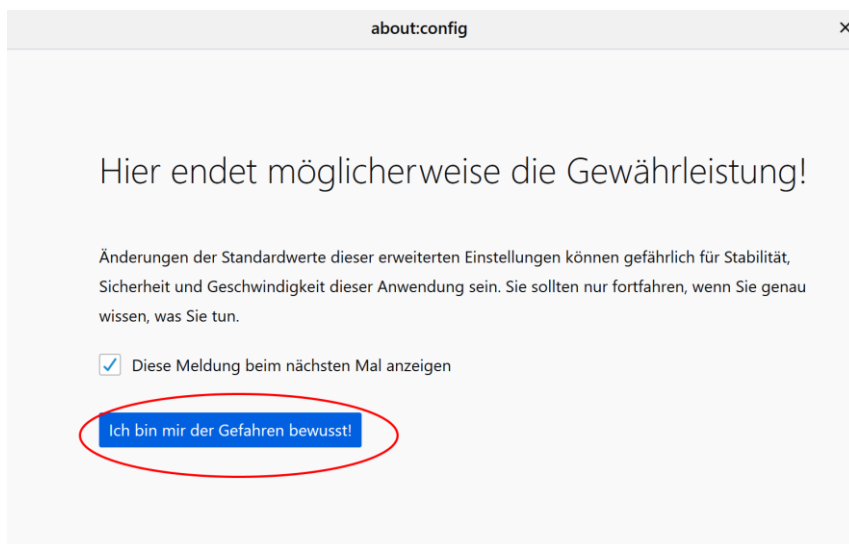 about:config
Hier endet möglicherweise die Gewährleistung!
Änderungen der Standardwerte dieser erweiterten Einstellungen können gefährlich für Stabilität,
Sicherheit und Geschwindigkeit dieser Anwendung sein. Sie sollten nur fortfahren, wenn Sie genau
wissen, was Sie tun.
Diese Meldung beim nächsten Mal anzeigen
Ich bin mir der Gefahren bewusst!